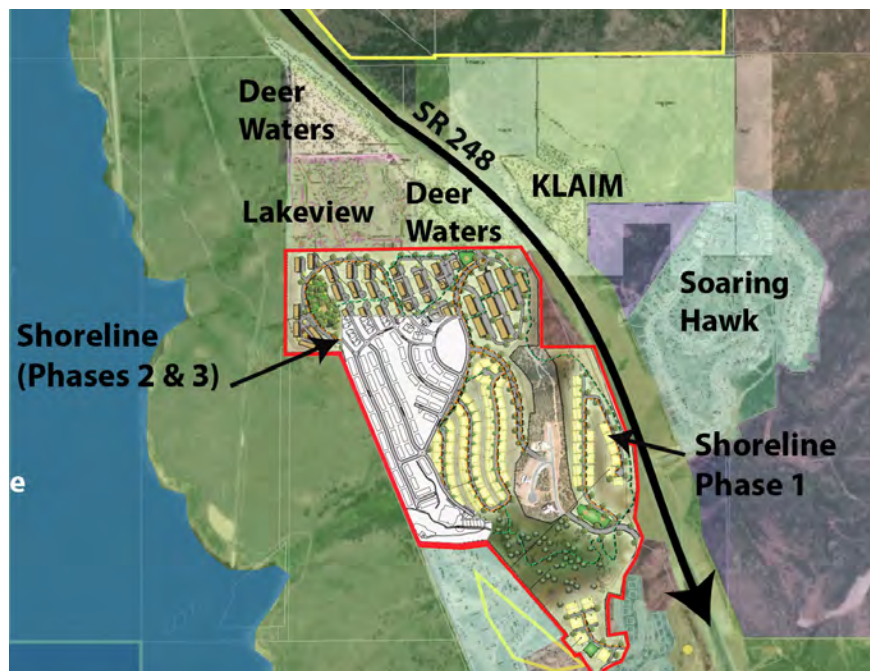 Deer
Waters
SR 248
KLAIM
Lakeview
Deer
Waters
Soaring
Hawk
Shoreline
(Phases 2 & 3)
Shoreline
Phase 1
e